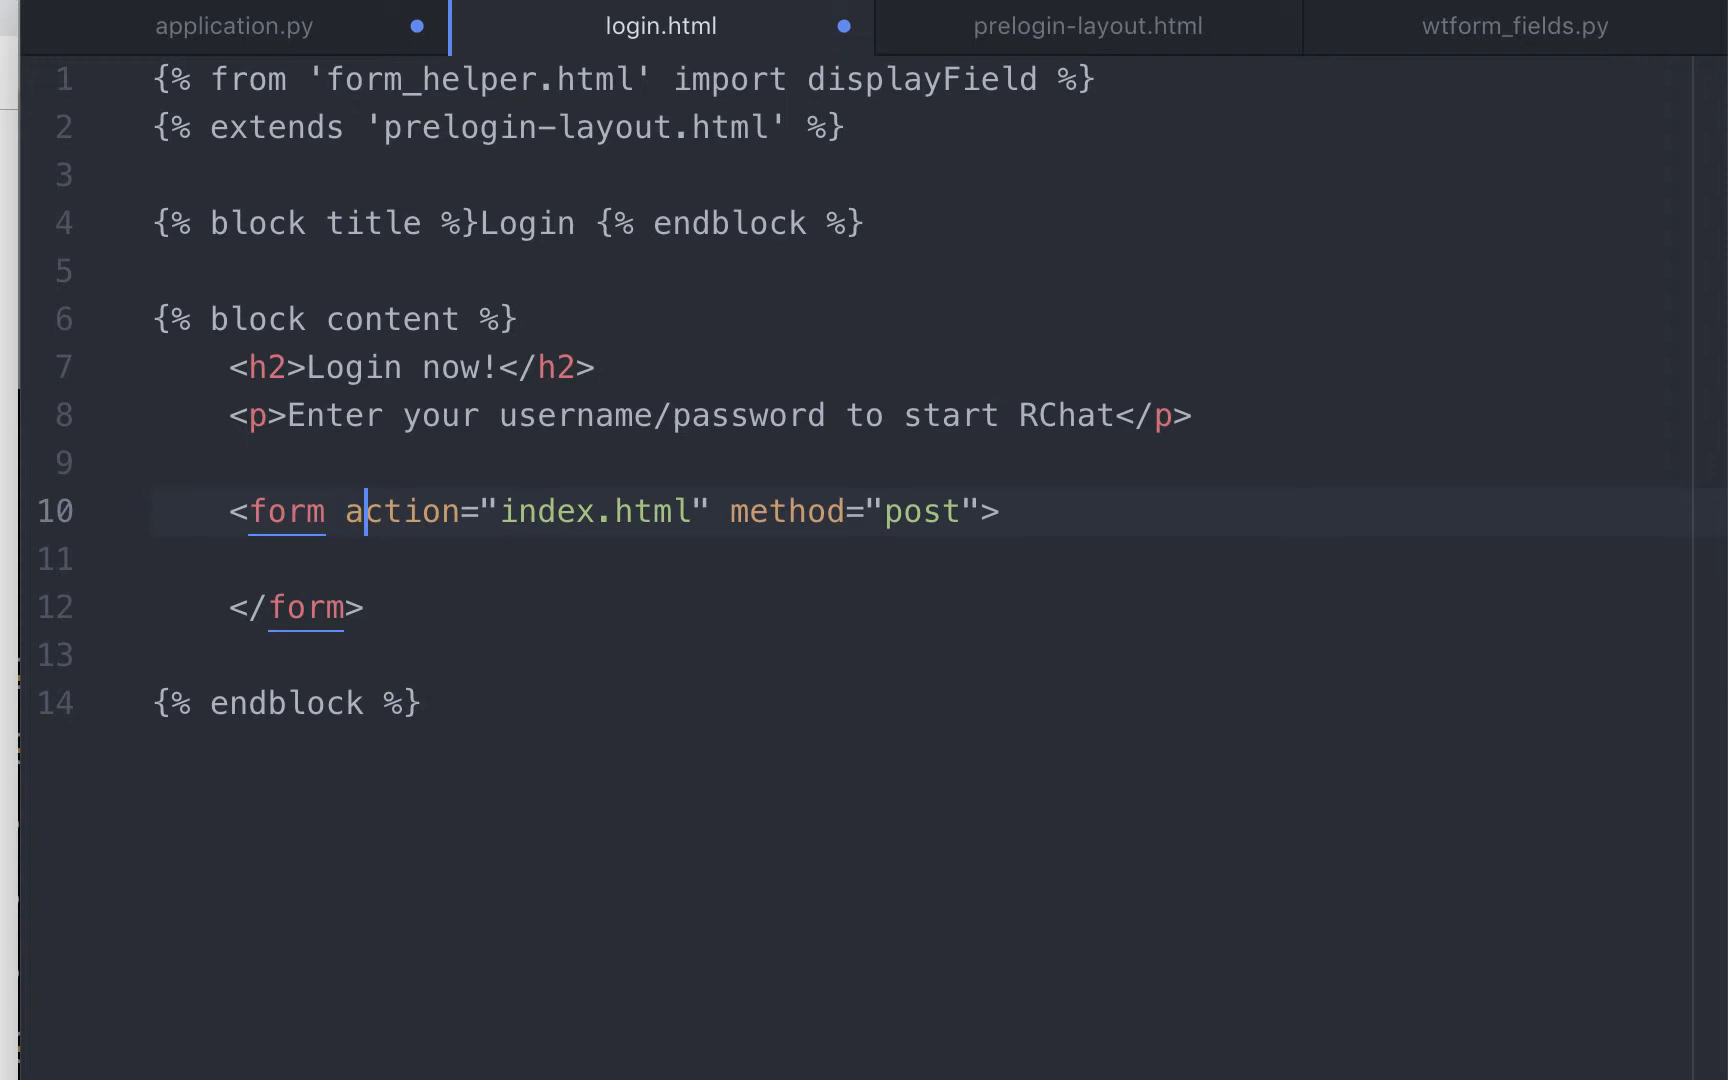 application.py login.html prelogin-layout.html wtform_fields.py
1 {% from 'form_helper.html' import displayField %}
2 {% extends 'prelogin-layout.html' %}
3
4 {% block title %}Login {% endblock %}
5
6 {% block content %}
7 <h2>Login now!</h2>
8 <p>Enter your username/password to start RChat</p>
9
10 <form action="index.html" method="post">
11
12 </form>
13
14 {% endblock %}